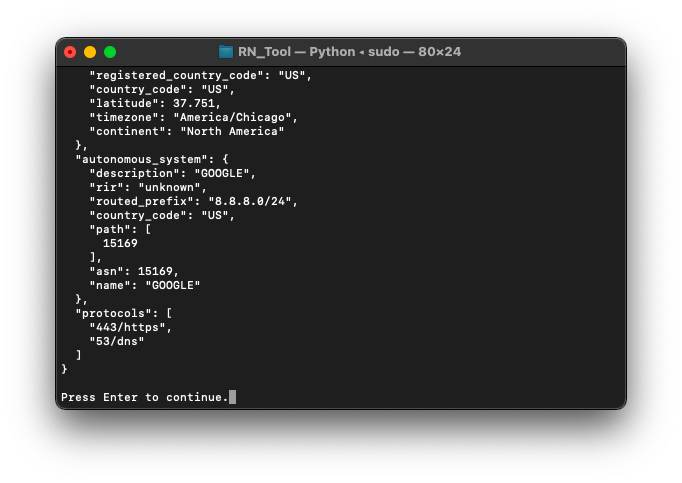 RN_Tool — Python ◂ sudo — 80×24
"registered_country_code": "US",
"country_code": "US",
"latitude": 37.751,
"timezone": "America/Chicago",
"continent": "North America"
},
"autonomous_system": {
"description": "GOOGLE",
"rir": "unknown",
"routed_prefix": "8.8.8.0/24",
"country_code": "US",
"path": [
15169
],
"asn": 15169,
"name": "GOOGLE"
},
"protocols": [
"443/https",
"53/dns"
]
}
Press Enter to continue.